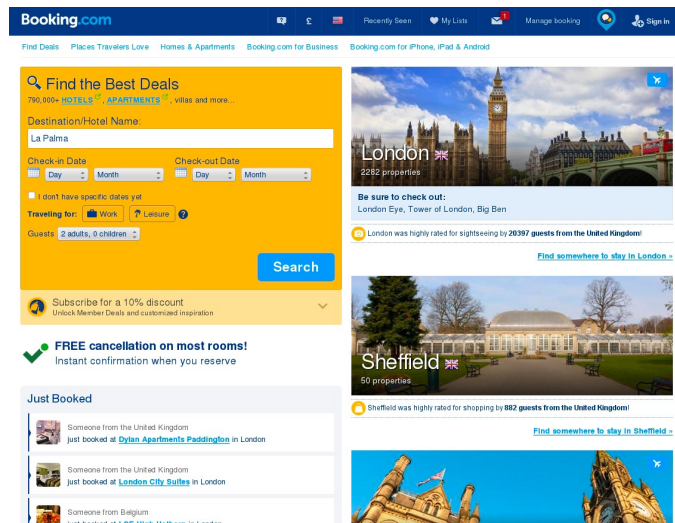 Booking.com
£
Recently Seen
My Lists
1
Manage booking
Sign in
Find Deals
Places Travelers Love
Homes & Apartments
Booking.com for Business
Booking.com for iPhone, iPad & Android
Find the Best Deals
790,000+ HOTELS, APARTMENTS, villas and more...
Destination/Hotel Name:
La Palma
Check-in Date
Check-out Date
Day
Month
Day
Month
I don't have specific dates yet
Traveling for:
Work
Leisure
?
Guests
2 adults, 0 children
Search
Subscribe for a 10% discount
Unlock Member Deals and customized inspiration
FREE cancellation on most rooms!
Instant confirmation when you reserve
Just Booked
Someone from the United Kingdom
just booked at Dylan Apartments Paddington in London
Someone from the United Kingdom
just booked at London City Suites in London
Someone from Belgium
London
2282 properties
Be sure to check out:
London Eye, Tower of London, Big Ben
London was highly rated for sightseeing by 20397 guests from the United Kingdom!
Find somewhere to stay in London »
Sheffield
50 properties
Sheffield was highly rated for shopping by 882 guests from the United Kingdom!
Find somewhere to stay in Sheffield »